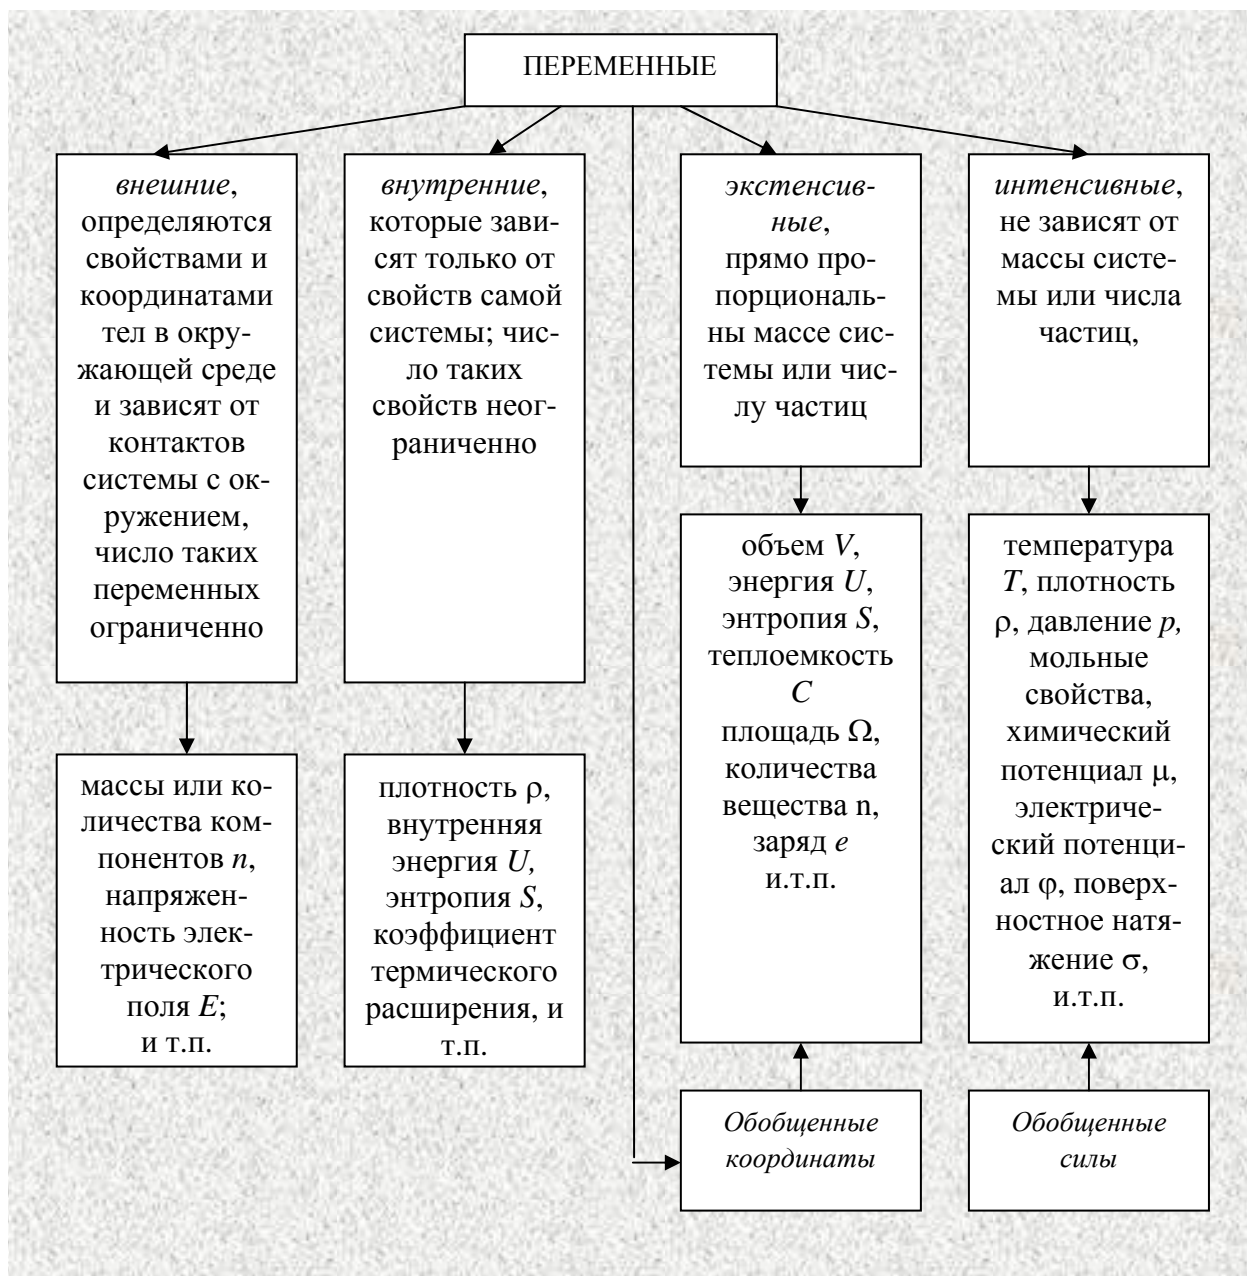 ПЕРЕМЕННЫЕ
внешние,
определяются
свойствами и
координатами
тел в окру-
жающей среде
и зависят от
контактов
системы с ок-
ружением,
число таких
переменных
ограниченно
внутренние,
которые зави-
сят только от
свойств самой
системы; чис-
ло таких
свойств неог-
раниченно
экстенсив-
ные,
прямо про-
порциональ-
ны массе сис-
темы или чис-
лу частиц
интенсивные,
не зависят от
массы систе-
мы или числа
частиц,
массы или ко-
личества ком-
понентов n,
напряжен-
ность элек-
трического
поля E;
и т.п.
плотность ρ,
внутренняя
энергия U,
энтропия S,
коэффициент
термического
расширения, и
т.п.
объем V,
энергия U,
энтропия S,
теплоемкость
C
площадь Ω,
количества
вещества n,
заряд e
и.т.п.
температура
T, плотность
ρ, давление p,
мольные
свойства,
химический
потенциал μ,
электриче-
ский потенци-
ал φ, поверх-
ностное натя-
жение σ,
и.т.п.
Обобщенные
координаты
Обобщенные
силы